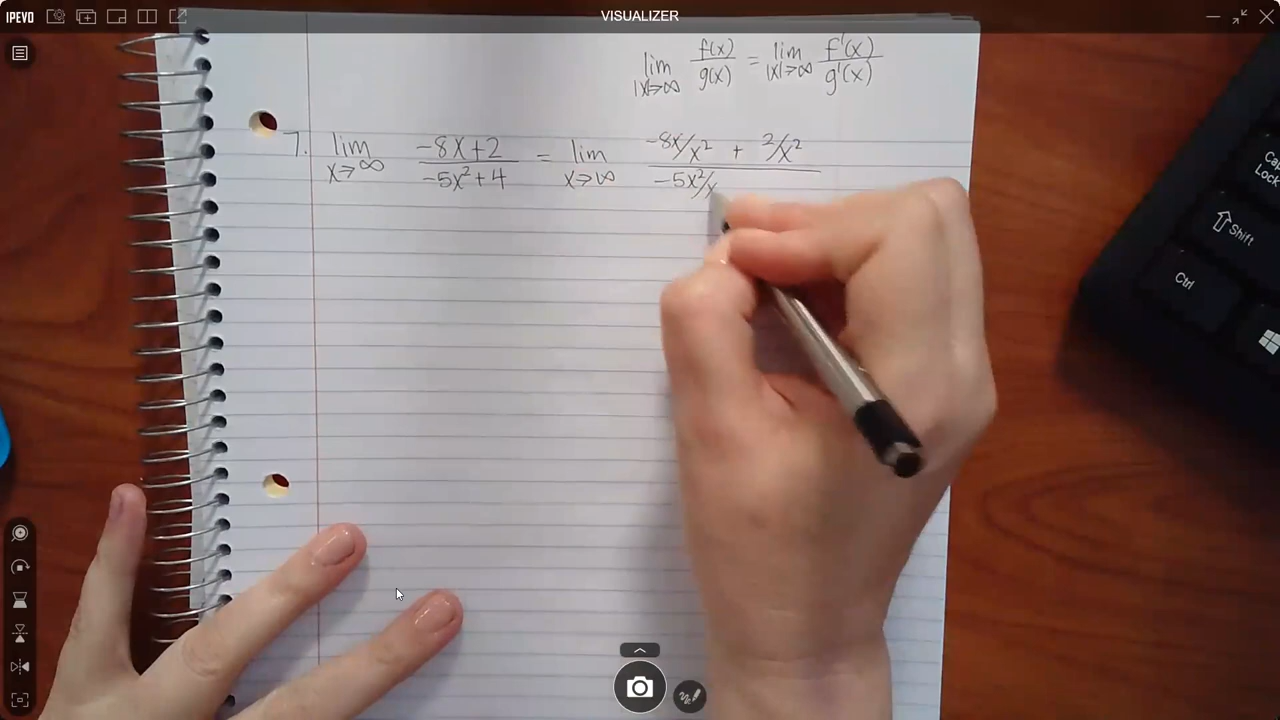 IPEVO
VISUALIZER
lim f(x)/g(x) = lim f'(x)/g'(x)
|x|→∞ |x|→∞
7. lim -8x+2 / -5x²+4 = lim -8x/x² + 2/x² / -5x²/x
x→∞ x→∞
Caps
Lock
Shift
Ctrl